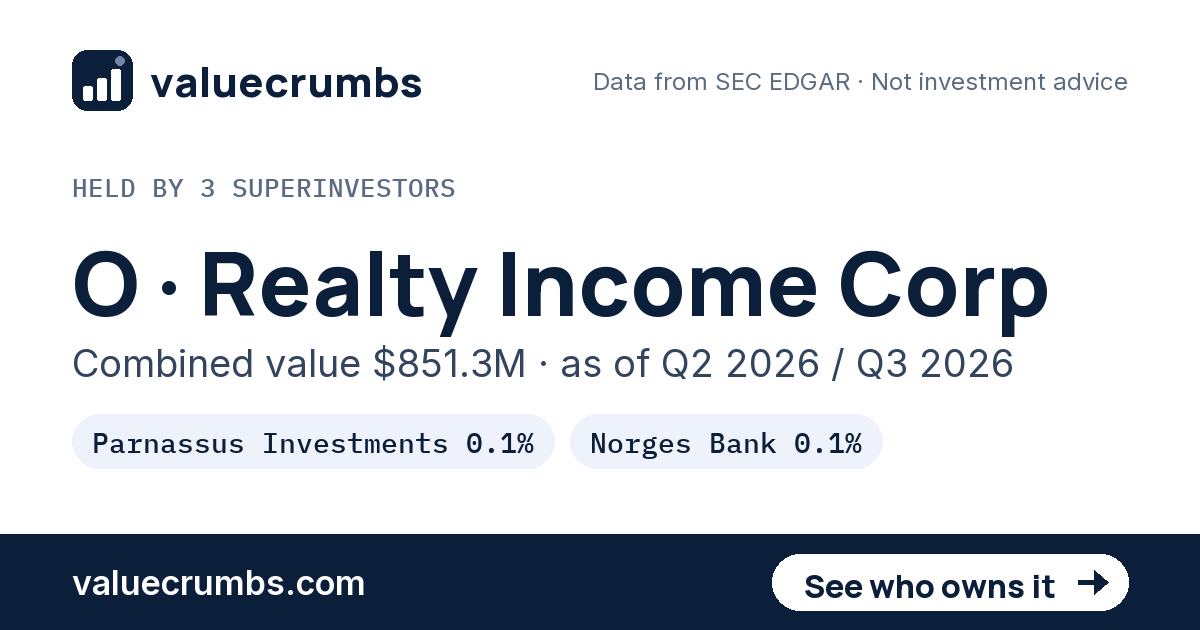 valuecrumbs
Data from SEC EDGAR · Not investment advice
HELD BY 3 SUPERINVESTORS
O · Realty Income Corp
Combined value $851.3M · as of Q2 2026 / Q3 2026
Parnassus Investments 0.1%
Norges Bank 0.1%
valuecrumbs.com
See who owns it